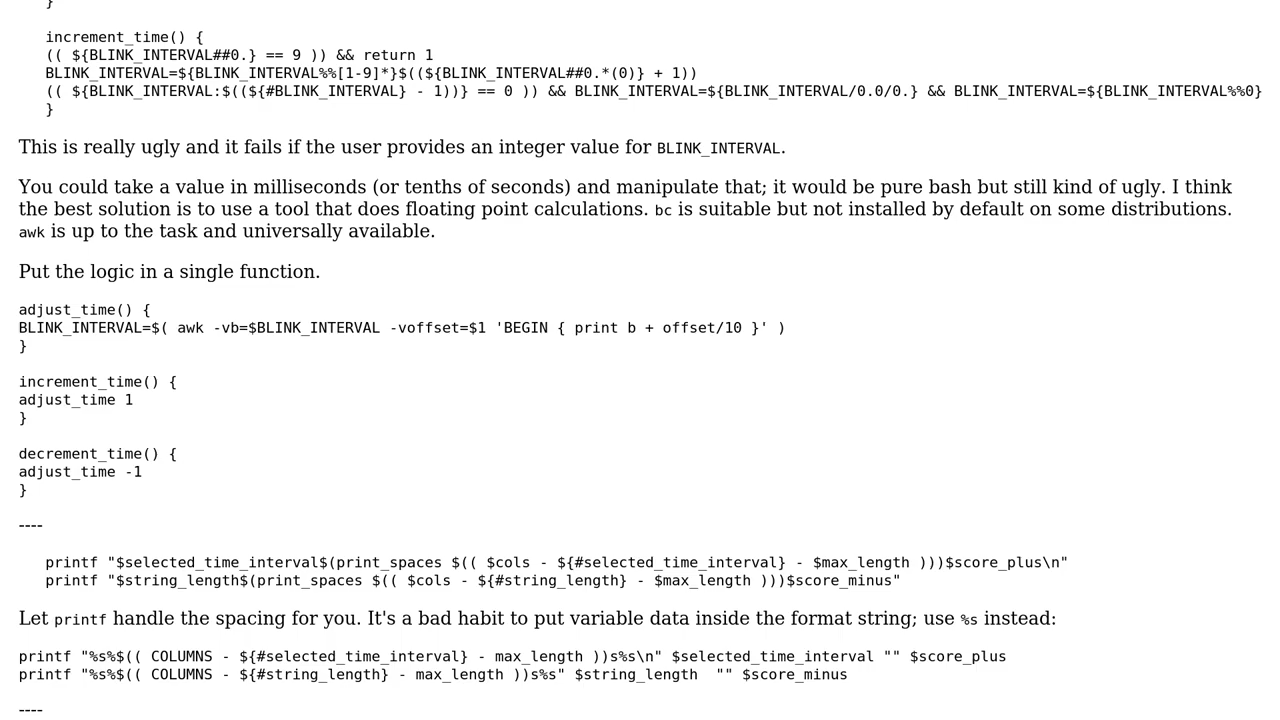 }
increment_time() {
(( ${BLINK_INTERVAL##0.} == 9 )) && return 1
BLINK_INTERVAL=${BLINK_INTERVAL%%[1-9]*}$((${BLINK_INTERVAL##0.*(0)} + 1))
(( ${BLINK_INTERVAL:$((${#BLINK_INTERVAL} - 1))} == 0 )) && BLINK_INTERVAL=${BLINK_INTERVAL/0.0/0.} && BLINK_INTERVAL=${BLINK_INTERVAL%%0}
}
This is really ugly and it fails if the user provides an integer value for BLINK_INTERVAL.
You could take a value in milliseconds (or tenths of seconds) and manipulate that; it would be pure bash but still kind of ugly. I think
the best solution is to use a tool that does floating point calculations. bc is suitable but not installed by default on some distributions.
awk is up to the task and universally available.
Put the logic in a single function.
adjust_time() {
BLINK_INTERVAL=$( awk -vb=$BLINK_INTERVAL -voffset=$1 'BEGIN { print b + offset/10 }' )
}
increment_time() {
adjust_time 1
}
decrement_time() {
adjust_time -1
}
----
printf "$selected_time_interval$(print_spaces $(( $cols - ${#selected_time_interval} - $max_length )))$score_plus\n"
printf "$string_length$(print_spaces $(( $cols - ${#string_length} - $max_length )))$score_minus"
Let printf handle the spacing for you. It's a bad habit to put variable data inside the format string; use %s instead:
printf "%s%$(( COLUMNS - ${#selected_time_interval} - max_length ))s%s\n" $selected_time_interval "" $score_plus
printf "%s%$(( COLUMNS - ${#string_length} - max_length ))s%s" $string_length  "" $score_minus
----